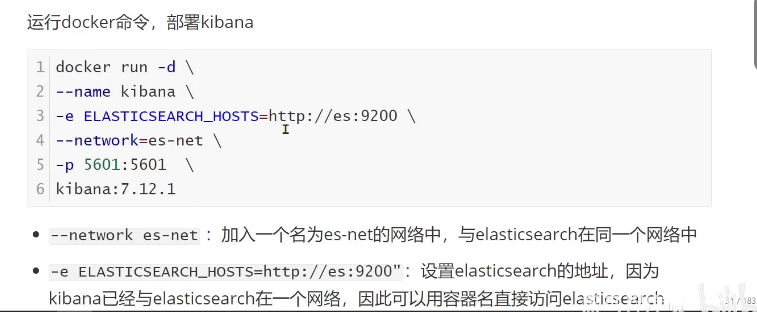 运行docker命令，部署kibana
1 docker run -d \
2 --name kibana \
3 -e ELASTICSEARCH_HOSTS=http://es:9200 \
4 --network=es-net \
5 -p 5601:5601  \
6 kibana:7.12.1
• --network es-net ：加入一个名为es-net的网络中，与elasticsearch在同一个网络中
• -e ELASTICSEARCH_HOSTS=http://es:9200"：设置elasticsearch的地址，因为
kibana已经与elasticsearch在一个网络，因此可以用容器名直接访问elasticsearch